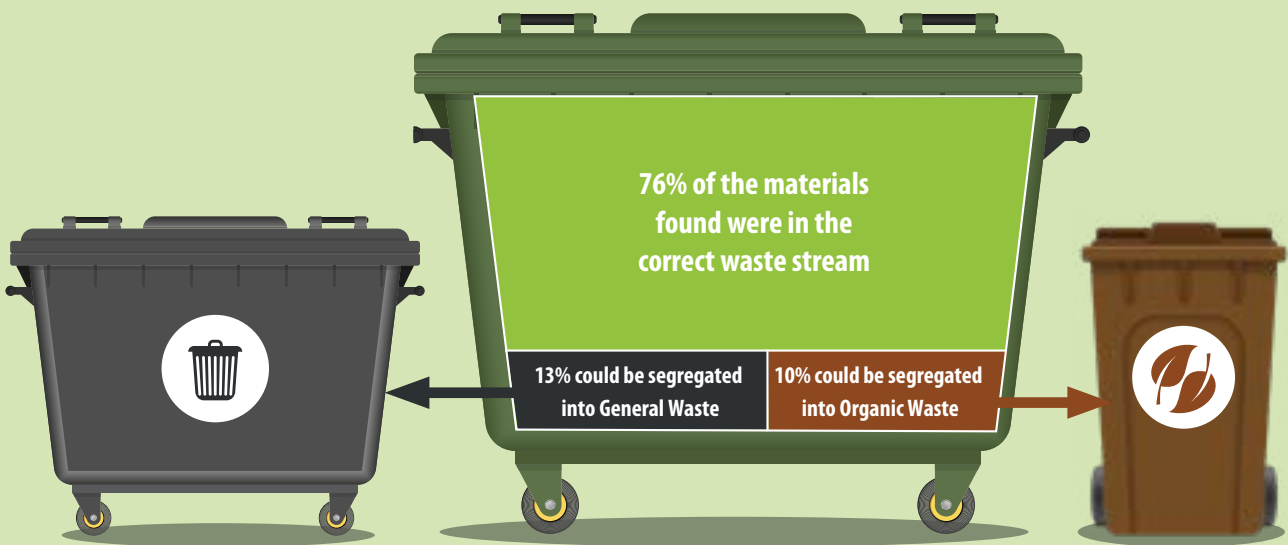 76% of the materials
found were in the
correct waste stream
13% could be segregated
into General Waste
10% could be segregated
into Organic Waste